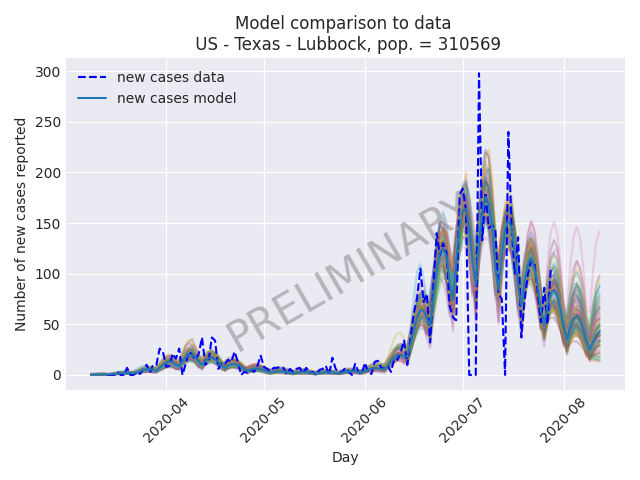 Model comparison to data
US - Texas - Lubbock, pop. = 310569
new cases data
new cases model
PRELIMINARY
Number of new cases reported
300
250
200
150
100
50
0
2020-04
2020-05
2020-06
2020-07
2020-08
Day